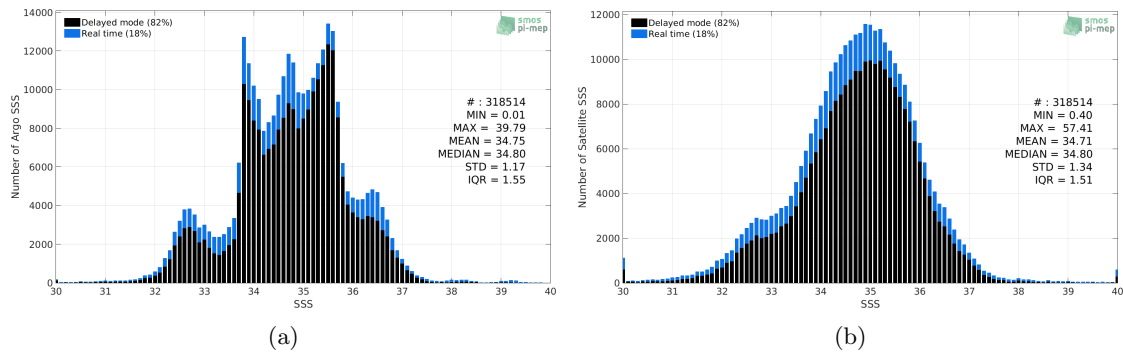 Delayed mode (82%)
Real time (18%)
smos
pi-mep
Number of Argo SSS
14000
12000
10000
8000
6000
4000
2000
0
# : 318514
MIN = 0.01
MAX = 39.79
MEAN = 34.75
MEDIAN = 34.80
STD = 1.17
IQR = 1.55
30 31 32 33 34 35 36 37 38 39 40
SSS
(a)
Delayed mode (82%)
Real time (18%)
smos
pi-mep
Number of Satellite SSS
12000
10000
8000
6000
4000
2000
0
# : 318514
MIN = 0.40
MAX = 57.41
MEAN = 34.71
MEDIAN = 34.80
STD = 1.34
IQR = 1.51
30 31 32 33 34 35 36 37 38 39 40
SSS
(b)